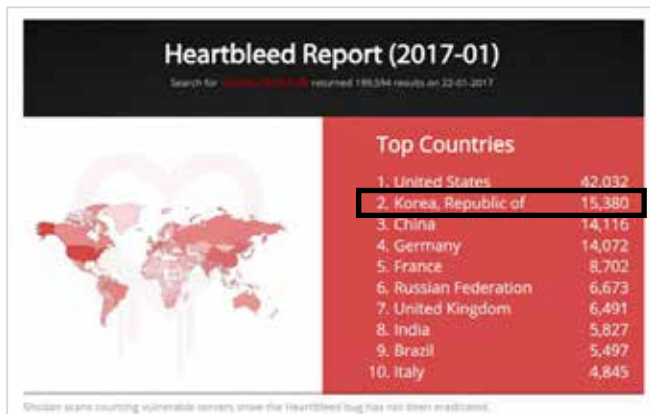 Heartbleed Report (2017-01)
Search for returned 199,594 results on 22-01-2017
Top Countries
1. United States 42,032
2. Korea, Republic of 15,380
3. China 14,116
4. Germany 14,072
5. France 8,702
6. Russian Federation 6,673
7. United Kingdom 6,491
8. India 5,827
9. Brazil 5,497
10. Italy 4,845
Shodan scans counting vulnerable servers show the Heartbleed bug has not been eradicated.